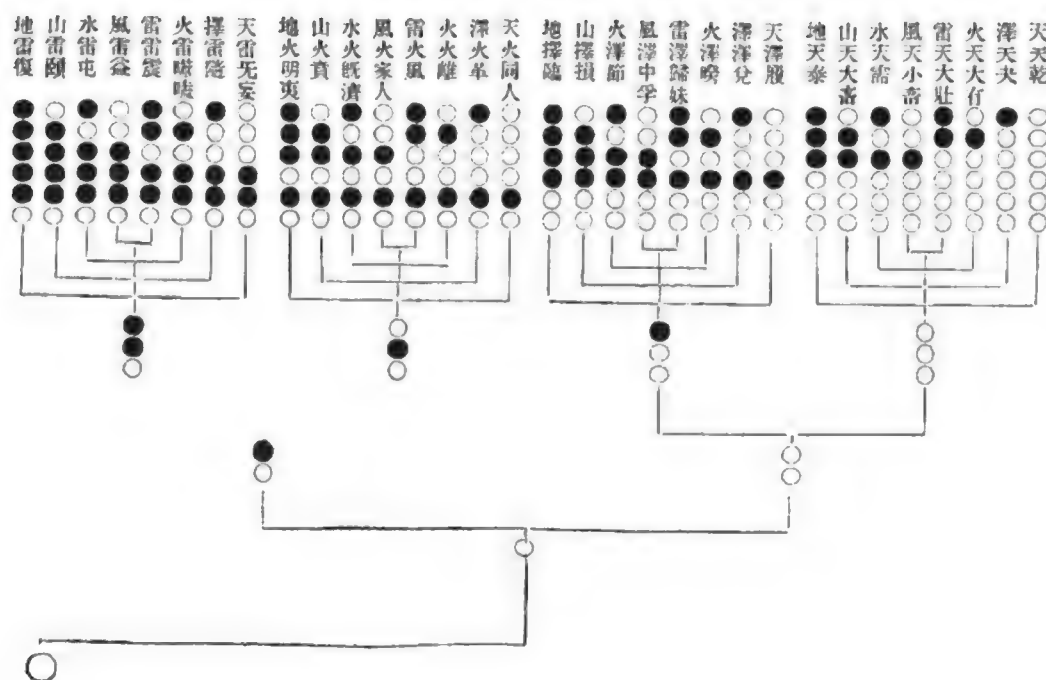 天天乾
澤天夬
火天大有
雷天大壯
風天小畜
水天需
山天大畜
地天泰
天澤履
澤澤兌
火澤睽
雷澤歸妹
風澤中孚
火澤節
山擇損
地擇臨
天火同人
澤火革
火火離
雷火風
風火家人
水火既濟
山火賁
地火明夷
天雷无妄
擇雷隨
火雷噬嗑
雷雷震
風雷益
水雷屯
山雷頤
地雷復